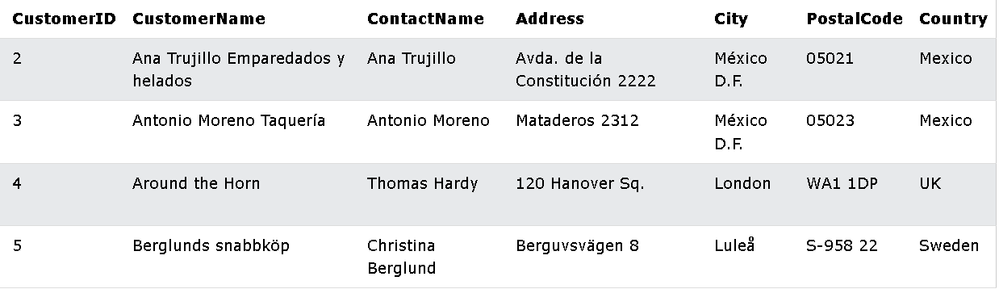 CustomerID CustomerName ContactName Address City PostalCode Country
2 Ana Trujillo Emparedados y Ana Trujillo Avda. de la México 05021 Mexico
helados Constitución 2222 D.F.
3 Antonio Moreno Taquería Antonio Moreno Mataderos 2312 México 05023 Mexico
D.F.
4 Around the Horn Thomas Hardy 120 Hanover Sq. London WA1 1DP UK
5 Berglunds snabbköp Christina Berguvsvägen 8 Luleå S-958 22 Sweden
Berglund